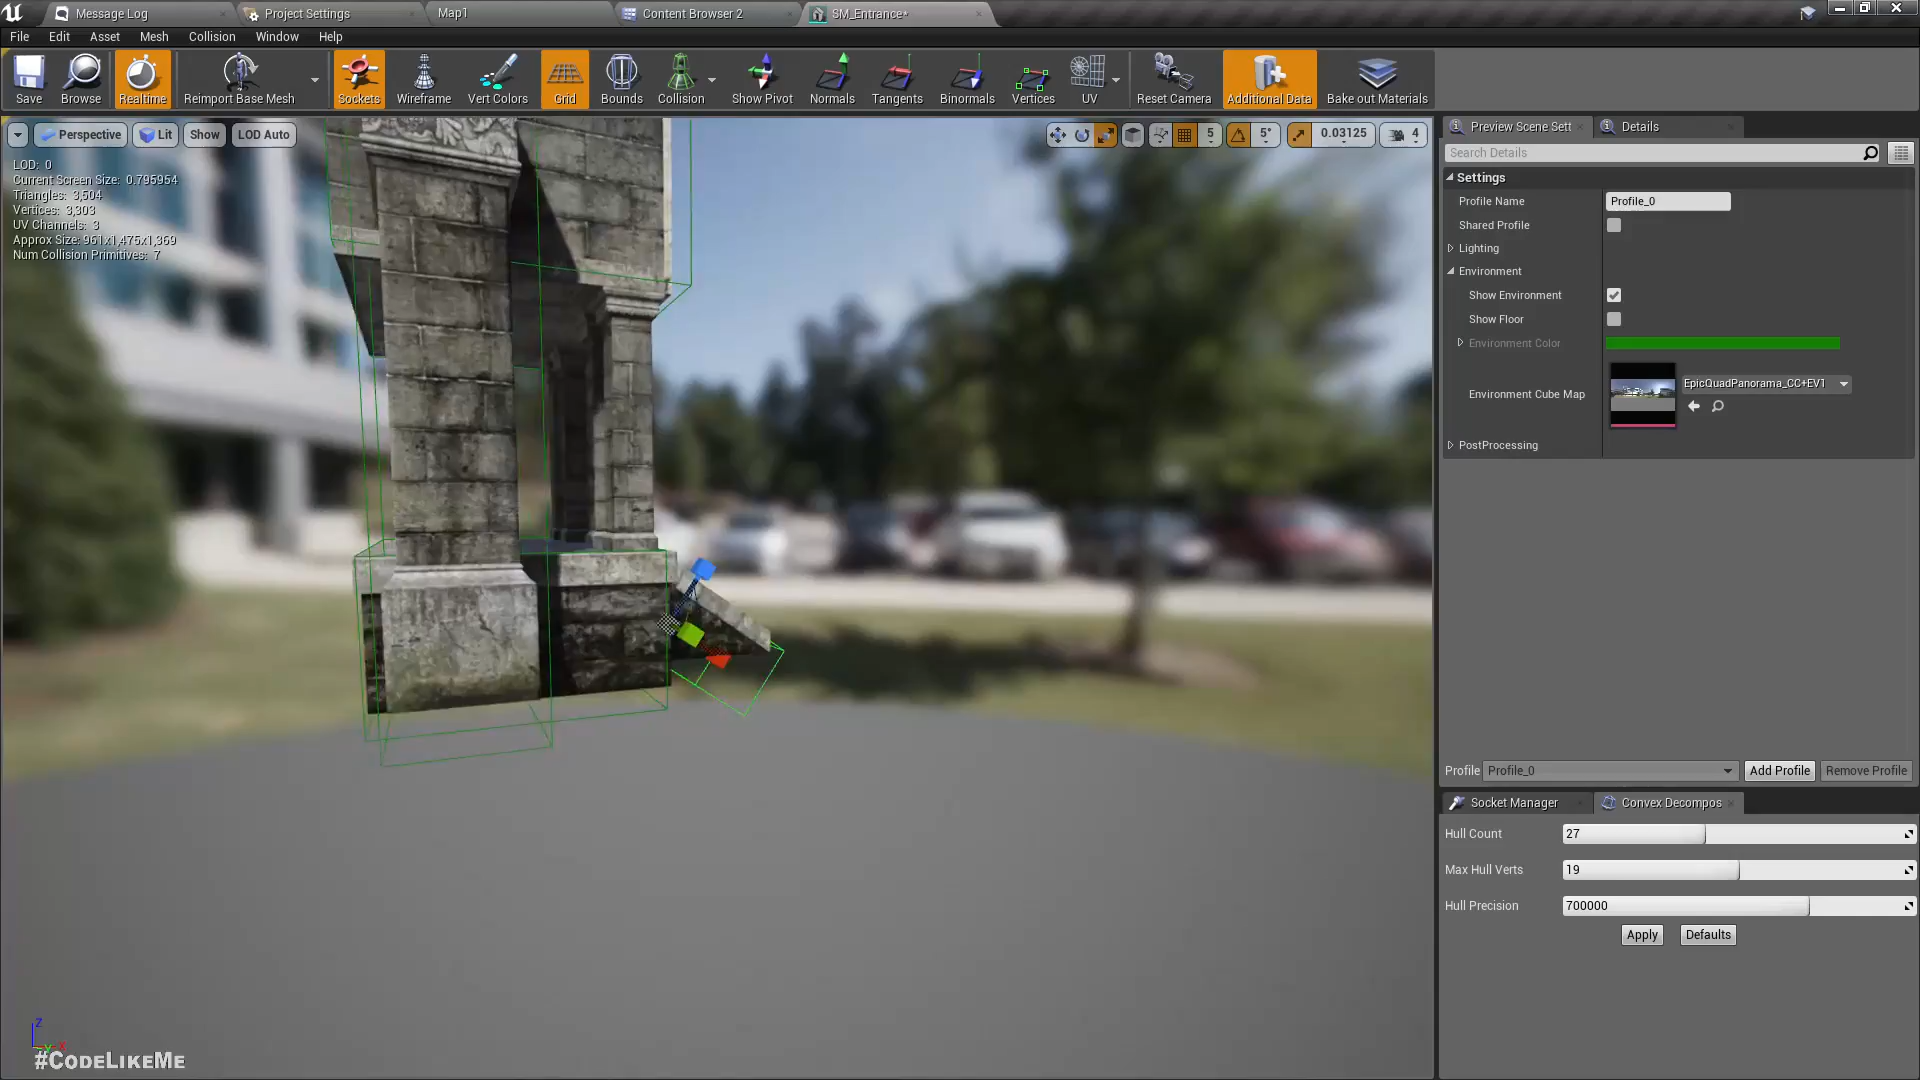 Message Log
Project Settings
Map1
Content Browser 2
SM_Entrance*
File Edit Asset Mesh Collision Window Help
Save Browse Realtime Reimport Base Mesh Sockets Wireframe Vert Colors Grid Bounds Collision Show Pivot Normals Tangents Binormals Vertices UV Reset Camera Additional Data Bake out Materials
Perspective Lit Show LOD Auto 5 5° 0.03125 4
LOD: 0
Current Screen Size: 0.795954
Triangles: 3,504
Vertices: 3,303
UV Channels: 3
Approx Size: 961x1,475x1,369
Num Collision Primitives: 7
Preview Scene Sett
Details
Search Details
Settings
Profile Name Profile_0
Shared Profile
Lighting
Environment
Show Environment
Show Floor
Environment Color
Environment Cube Map EpicQuadPanorama_CC+EV1
PostProcessing
Profile Profile_0 Add Profile Remove Profile
Socket Manager
Convex Decompos
Hull Count 27
Max Hull Verts 19
Hull Precision 700000
Apply Defaults
Z
Y X
#CodeLikeMe